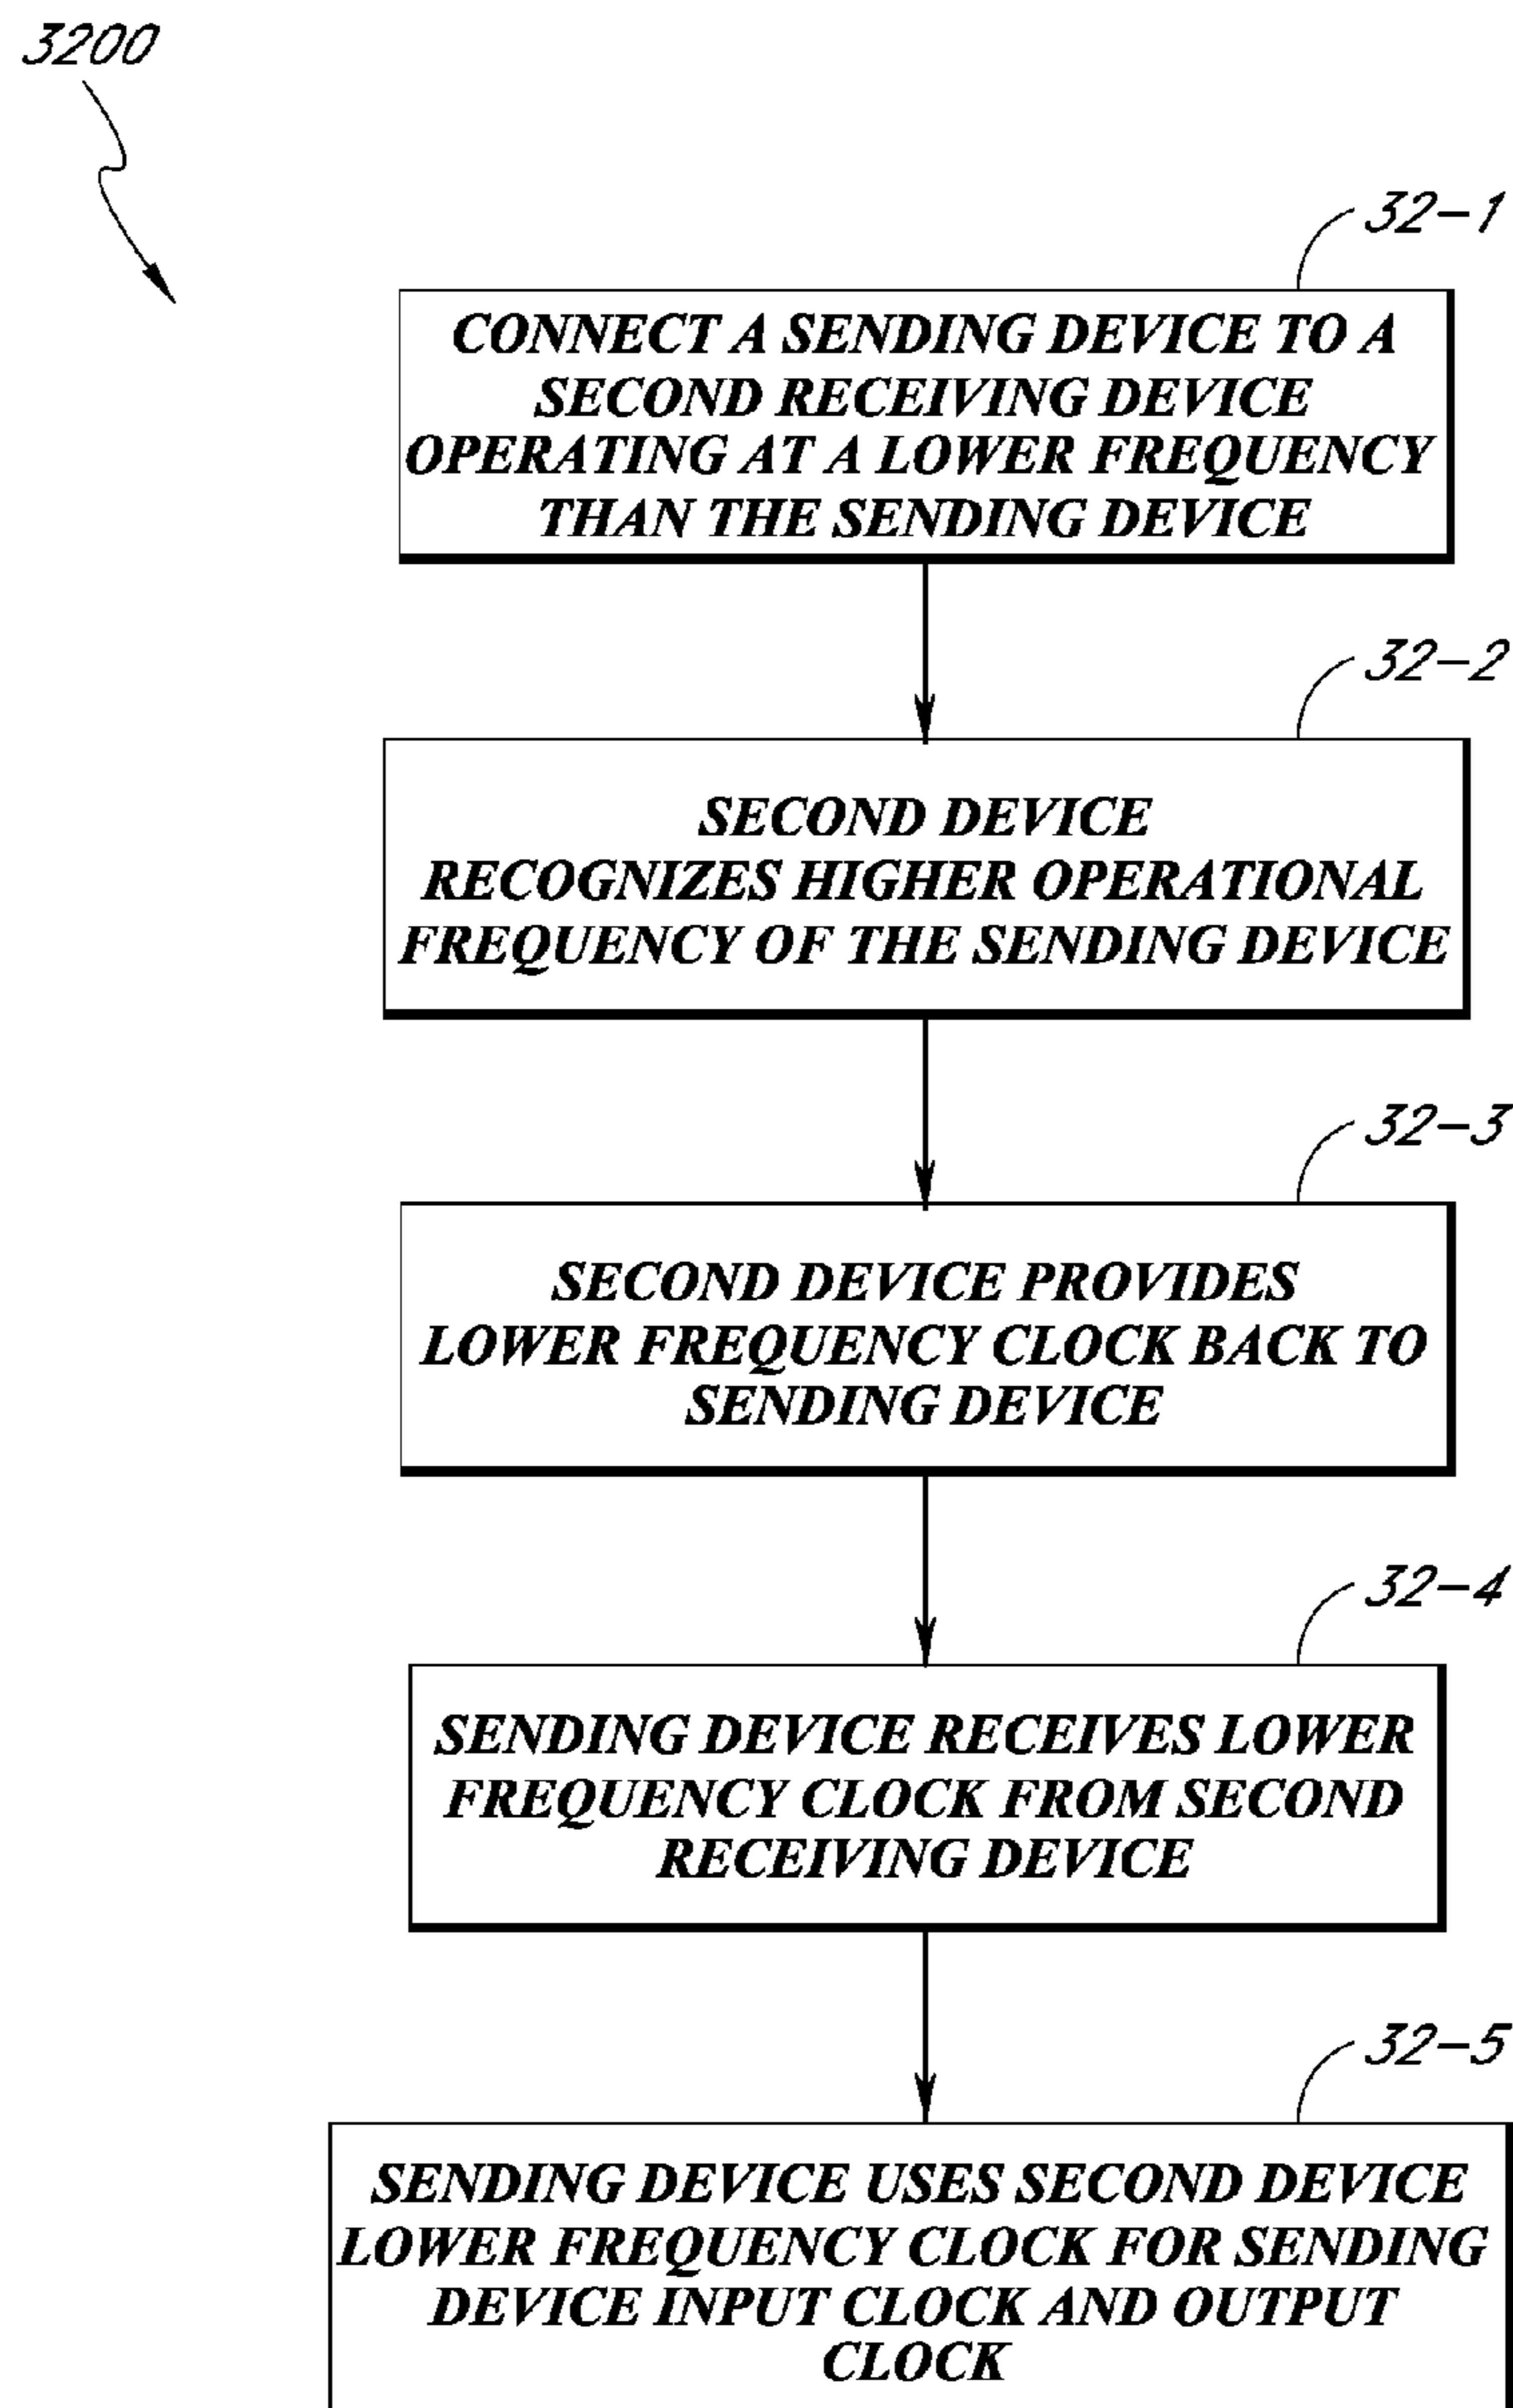 3200
32-1
CONNECT A SENDING DEVICE TO A
SECOND RECEIVING DEVICE
OPERATING AT A LOWER FREQUENCY
THAN THE SENDING DEVICE
32-2
SECOND DEVICE
RECOGNIZES HIGHER OPERATIONAL
FREQUENCY OF THE SENDING DEVICE
32-3
SECOND DEVICE PROVIDES
LOWER FREQUENCY CLOCK BACK TO
SENDING DEVICE
32-4
SENDING DEVICE RECEIVES LOWER
FREQUENCY CLOCK FROM SECOND
RECEIVING DEVICE
32-5
SENDING DEVICE USES SECOND DEVICE
LOWER FREQUENCY CLOCK FOR SENDING
DEVICE INPUT CLOCK AND OUTPUT
CLOCK